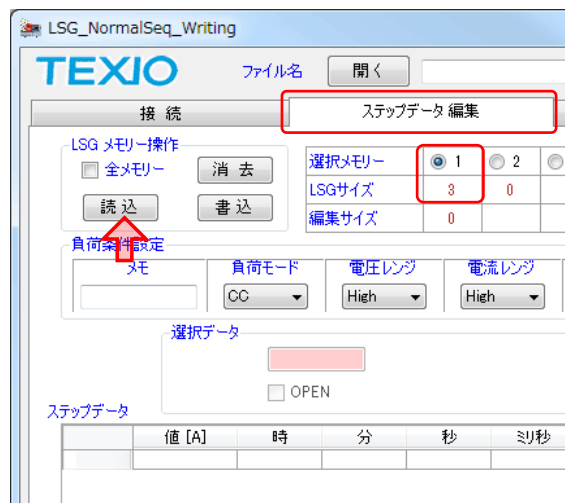 LSG_NormalSeq_Writing
TEXIO ファイル名 開く
接 続 ステップデータ 編集
LSG メモリー操作
全メモリー 消 去
読 込 書 込
選択メモリー 1 2
LSGサイズ 3 0
編集サイズ 0
負荷条件設定
メモ 負荷モード 電圧レンジ 電流レンジ
CC High High
選択データ
OPEN
ステップデータ
値 [A] 時 分 秒 ミリ秒